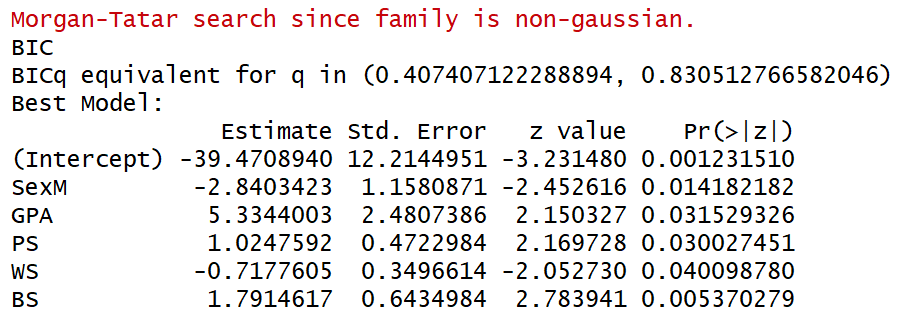 Morgan-Tatar search since family is non-gaussian.
BIC
BICq equivalent for q in (0.407407122288894, 0.830512766582046)
Best Model:
Estimate Std. Error z value Pr(>|z|)
(Intercept) -39.4708940 12.2144951 -3.231480 0.001231510
SexM -2.8403423 1.1580871 -2.452616 0.014182182
GPA 5.3344003 2.4807386 2.150327 0.031529326
PS 1.0247592 0.4722984 2.169728 0.030027451
WS -0.7177605 0.3496614 -2.052730 0.040098780
BS 1.7914617 0.6434984 2.783941 0.005370279